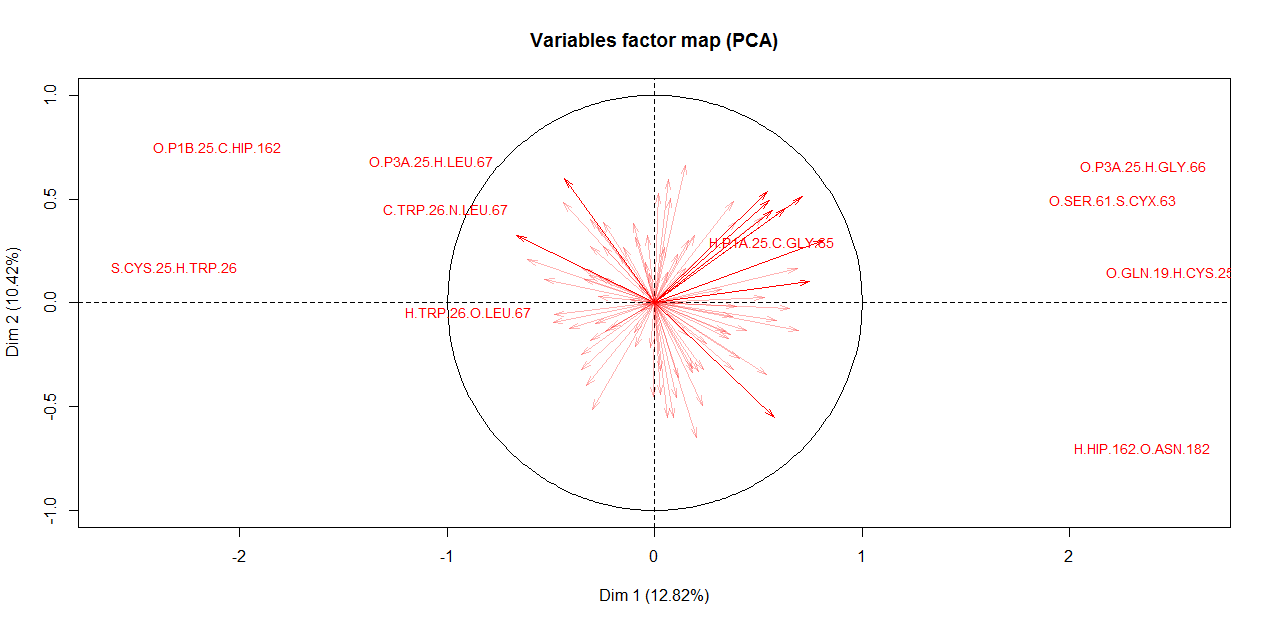 Variables factor map (PCA)
1.0
O.P1B.25.C.HIP.162
O.P3A.25.H.LEU.67
O.P3A.25.H.GLY.66
0.5
C.TRP.26.N.LEU.67
O.SER.61.S.CYX.63
H.P1A.25.C.GLY.65
S.CYS.25.H.TRP.26
O.GLN.19.H.CYS.25
0.0
H.TRP.26.O.LEU.67
-0.5
H.HIP.162.O.ASN.182
-1.0
Dim 2 (10.42%)
-2 -1 0 1 2
Dim 1 (12.82%)